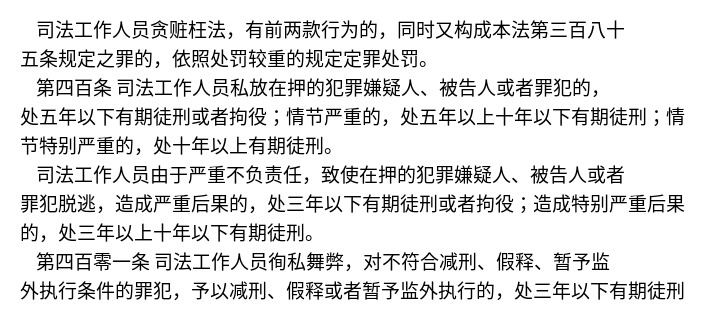 司法工作人员贪赃枉法，有前两款行为的，同时又构成本法第三百八十
五条规定之罪的，依照处罚较重的规定定罪处罚。
第四百条 司法工作人员私放在押的犯罪嫌疑人、被告人或者罪犯的，
处五年以下有期徒刑或者拘役；情节严重的，处五年以上十年以下有期徒刑；情
节特别严重的，处十年以上有期徒刑。
司法工作人员由于严重不负责任，致使在押的犯罪嫌疑人、被告人或者
罪犯脱逃，造成严重后果的，处三年以下有期徒刑或者拘役；造成特别严重后果
的，处三年以上十年以下有期徒刑。
第四百零一条 司法工作人员徇私舞弊，对不符合减刑、假释、暂予监
外执行条件的罪犯，予以减刑、假释或者暂予监外执行的，处三年以下有期徒刑